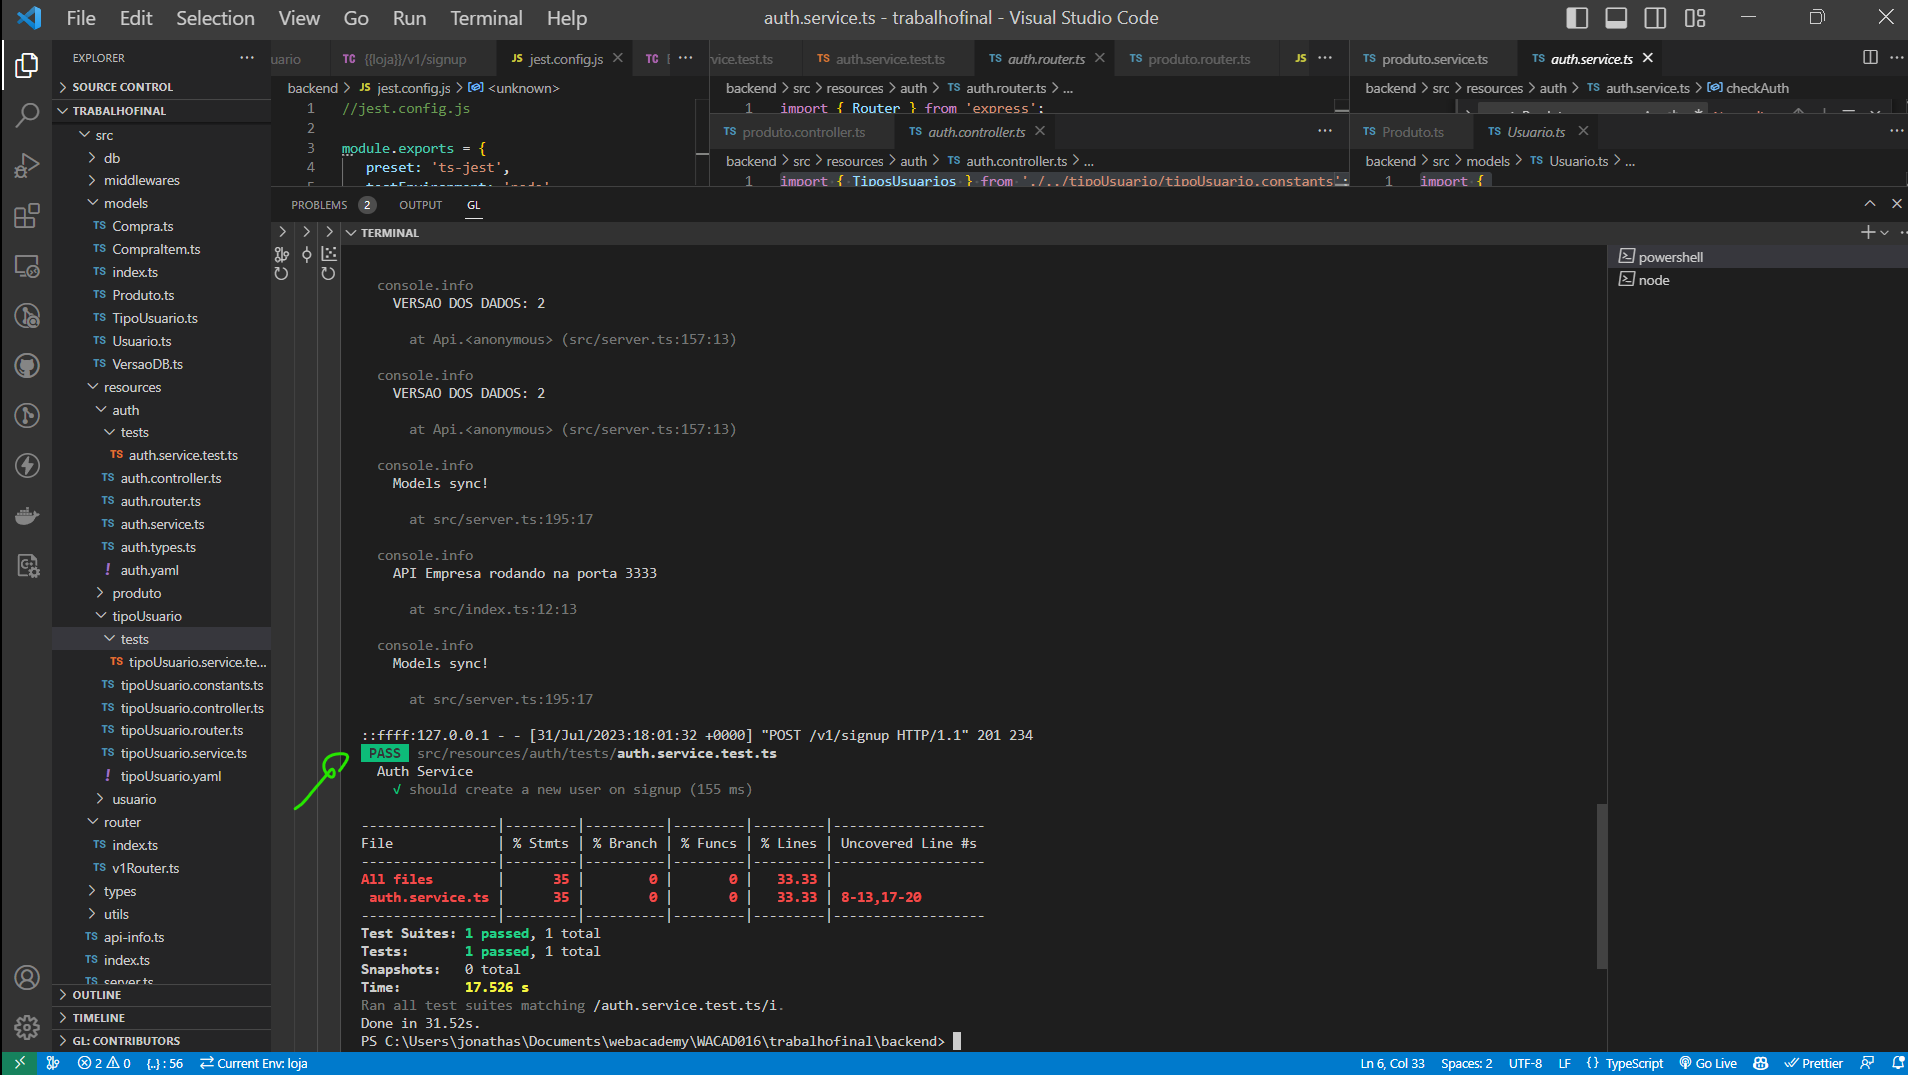 File Edit Selection View Go Run Terminal Help
auth.service.ts - trabalhofinal - Visual Studio Code
EXPLORER
SOURCE CONTROL
TRABALHOFINAL
src
db
middlewares
models
TS Compra.ts
TS CompraItem.ts
TS index.ts
TS Produto.ts
TS TipoUsuario.ts
TS Usuario.ts
TS VersaoDB.ts
resources
auth
tests
TS auth.service.test.ts
TS auth.controller.ts
TS auth.router.ts
TS auth.service.ts
TS auth.types.ts
! auth.yaml
produto
tipoUsuario
tests
TS tipoUsuario.service.te...
TS tipoUsuario.constants.ts
TS tipoUsuario.controller.ts
TS tipoUsuario.router.ts
TS tipoUsuario.service.ts
! tipoUsuario.yaml
usuario
router
TS index.ts
TS v1Router.ts
types
utils
TS api-info.ts
TS index.ts
TS server.ts
OUTLINE
TIMELINE
GL: CONTRIBUTORS
uario TC {{loja}}/v1/signup JS jest.config.js TC
backend > JS jest.config.js > <unknown>
1 //jest.config.js
2
3 module.exports = {
4 preset: 'ts-jest',
vice.test.ts TS auth.service.test.ts TS auth.router.ts TS produto.router.ts JS
backend > src > resources > auth > TS auth.router.ts > ...
1 import { Router } from 'express';
TS produto.controller.ts TS auth.controller.ts
backend > src > resources > auth > TS auth.controller.ts > ...
1 import { TiposUsuarios } from './../tipoUsuario/tipoUsuario.constants';
TS produto.service.ts TS auth.service.ts
backend > src > resources > auth > TS auth.service.ts > checkAuth
TS Produto.ts TS Usuario.ts
backend > src > models > TS Usuario.ts > ...
1 import {
PROBLEMS 2 OUTPUT GL
TERMINAL
powershell
node
console.info
VERSAO DOS DADOS: 2
at Api.<anonymous> (src/server.ts:157:13)
console.info
VERSAO DOS DADOS: 2
at Api.<anonymous> (src/server.ts:157:13)
console.info
Models sync!
at src/server.ts:195:17
console.info
API Empresa rodando na porta 3333
at src/index.ts:12:13
console.info
Models sync!
at src/server.ts:195:17
::ffff:127.0.0.1 - - [31/Jul/2023:18:01:32 +0000] "POST /v1/signup HTTP/1.1" 201 234
PASS src/resources/auth/tests/auth.service.test.ts
Auth Service
√ should create a new user on signup (155 ms)
-----------------|---------|----------|---------|---------|-------------------
File | % Stmts | % Branch | % Funcs | % Lines | Uncovered Line #s
-----------------|---------|----------|---------|---------|-------------------
All files | 35 | 0 | 0 | 33.33 |
auth.service.ts | 35 | 0 | 0 | 33.33 | 8-13,17-20
-----------------|---------|----------|---------|---------|-------------------
Test Suites: 1 passed, 1 total
Tests: 1 passed, 1 total
Snapshots: 0 total
Time: 17.526 s
Ran all test suites matching /auth.service.test.ts/i.
Done in 31.52s.
PS C:\Users\jonathas\Documents\webacademy\WACAD016\trabalhofinal\backend>
2 0 {..} : 56 Current Env: loja Ln 6, Col 33 Spaces: 2 UTF-8 LF {} TypeScript Go Live Prettier